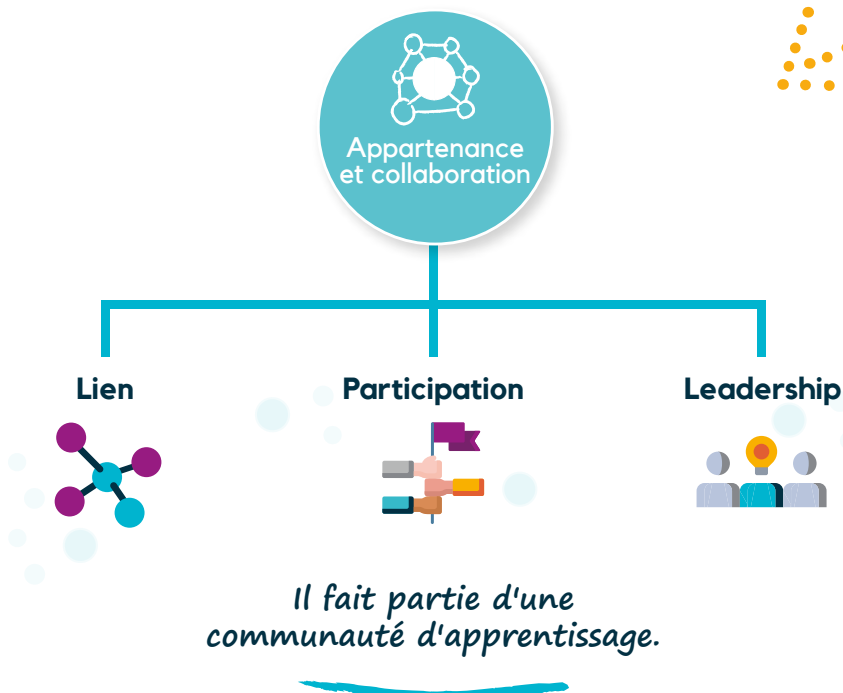 Appartenance
et collaboration
Lien
Participation
Leadership
Il fait partie d'une
communauté d'apprentissage.